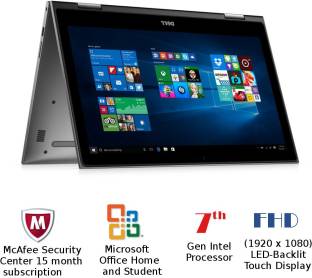 DELL
M
McAfee Security
Center 15 month
subscription
Microsoft
Office Home
and Student
7th
Gen Intel
Processor
FHD
(1920 x 1080)
LED-Backlit
Touch Display